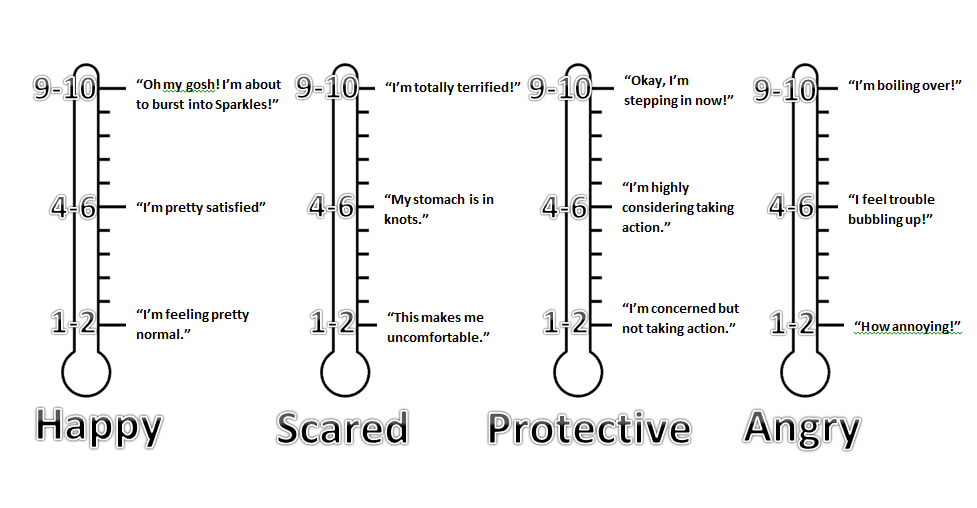 9-10
“Oh my gosh! I’m about
to burst into Sparkles!”
4-6
“I’m pretty satisfied”
1-2
“I’m feeling pretty
normal.”
Happy
9-10
“I’m totally terrified!”
4-6
“My stomach is in
knots.”
1-2
“This makes me
uncomfortable.”
Scared
9-10
“Okay, I’m
stepping in now!”
4-6
“I’m highly
considering taking
action.”
1-2
“I’m concerned but
not taking action.”
Protective
9-10
“I’m boiling over!”
4-6
“I feel trouble
bubbling up!”
1-2
“How annoying!”
Angry